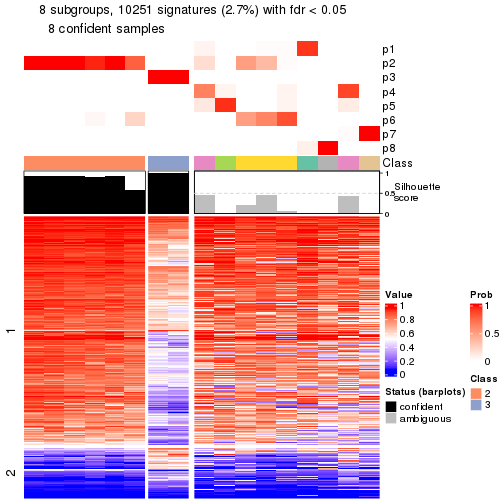 8 subgroups, 10251 signatures (2.7%) with fdr < 0.05
8 confident samples
p1
p2
p3
p4
p5
p6
p7
p8
Class
1
0.5
0
Silhouette
score
1
2
Value
1
0.8
0.6
0.4
0.2
0
Prob
1
0.5
0
Status (barplots)
confident
ambiguous
Class
2
3